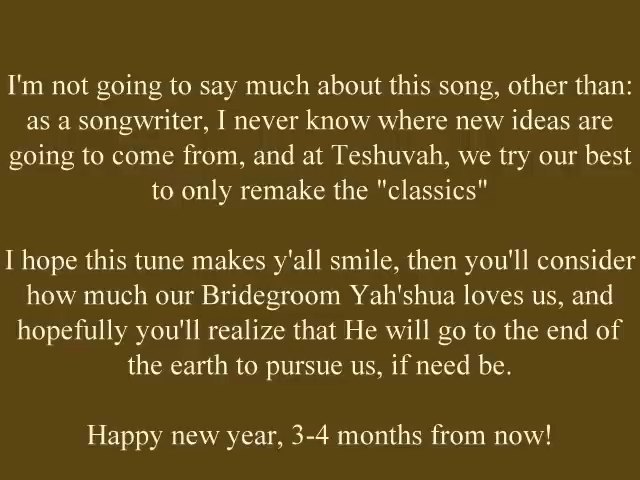 I'm not going to say much about this song, other than:
as a songwriter, I never know where new ideas are
going to come from, and at Teshuvah, we try our best
to only remake the "classics"
I hope this tune makes y'all smile, then you'll consider
how much our Bridegroom Yah'shua loves us, and
hopefully you'll realize that He will go to the end of
the earth to pursue us, if need be.
Happy new year, 3-4 months from now!